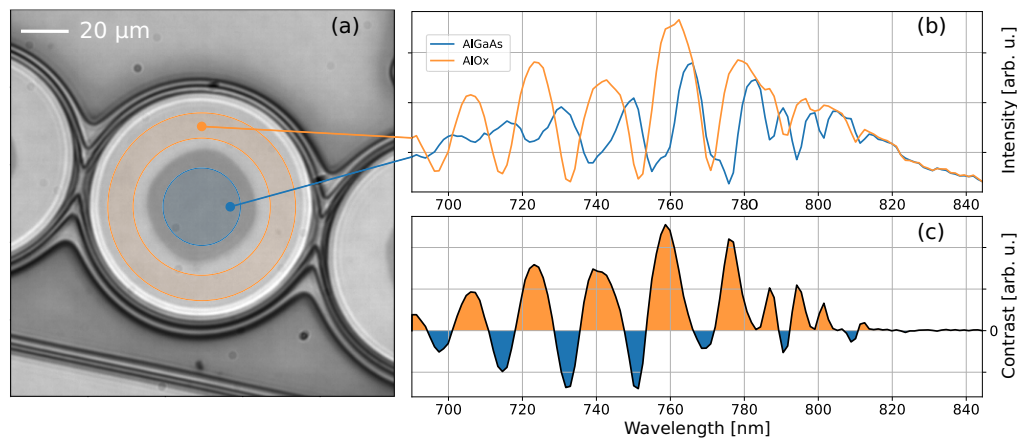 20 µm
(a)
(b)
AlGaAs
AlOx
Intensity [arb. u.]
700 720 740 760 780 800 820 840
(c)
0
Contrast [arb. u.]
700 720 740 760 780 800 820 840
Wavelength [nm]